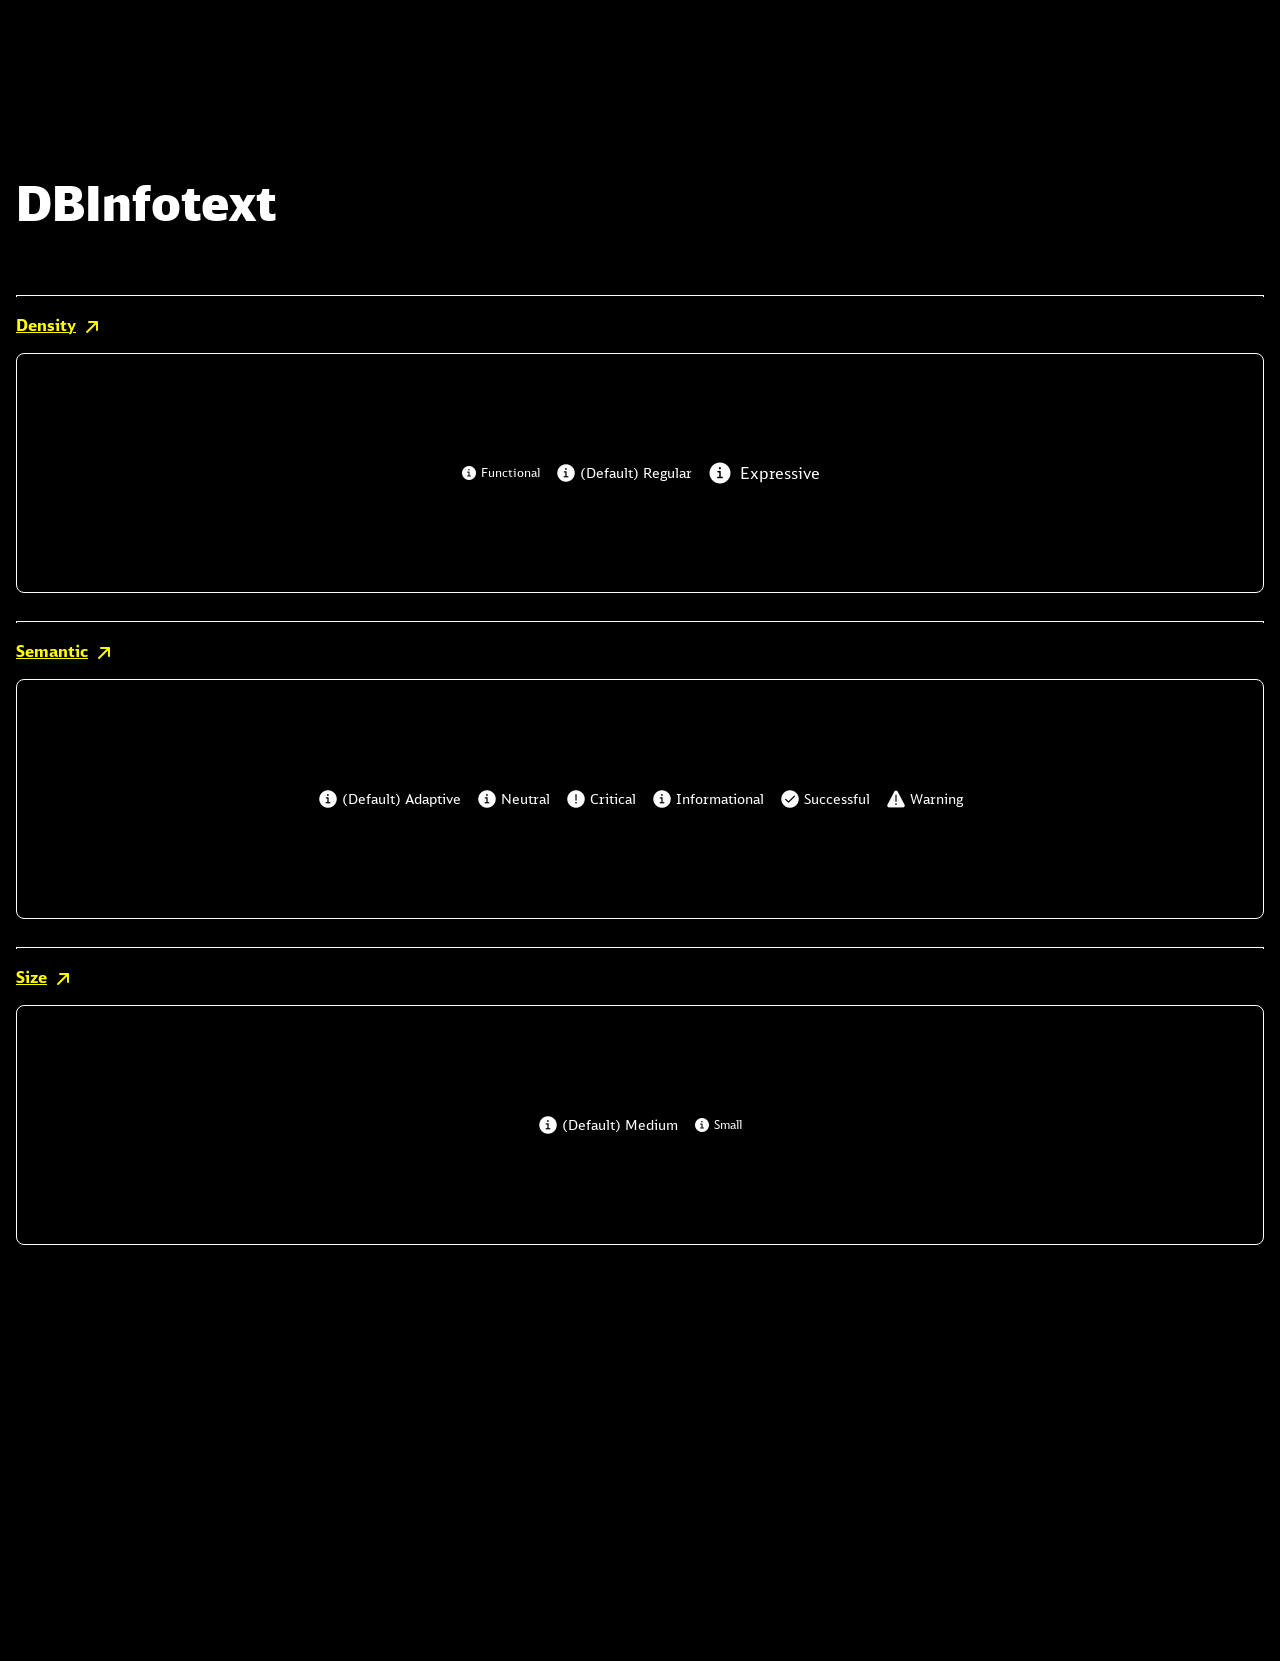 DBInfotext
Density
Functional (Default) Regular Expressive
Semantic
(Default) Adaptive Neutral Critical Informational Successful Warning
Size
(Default) Medium Small